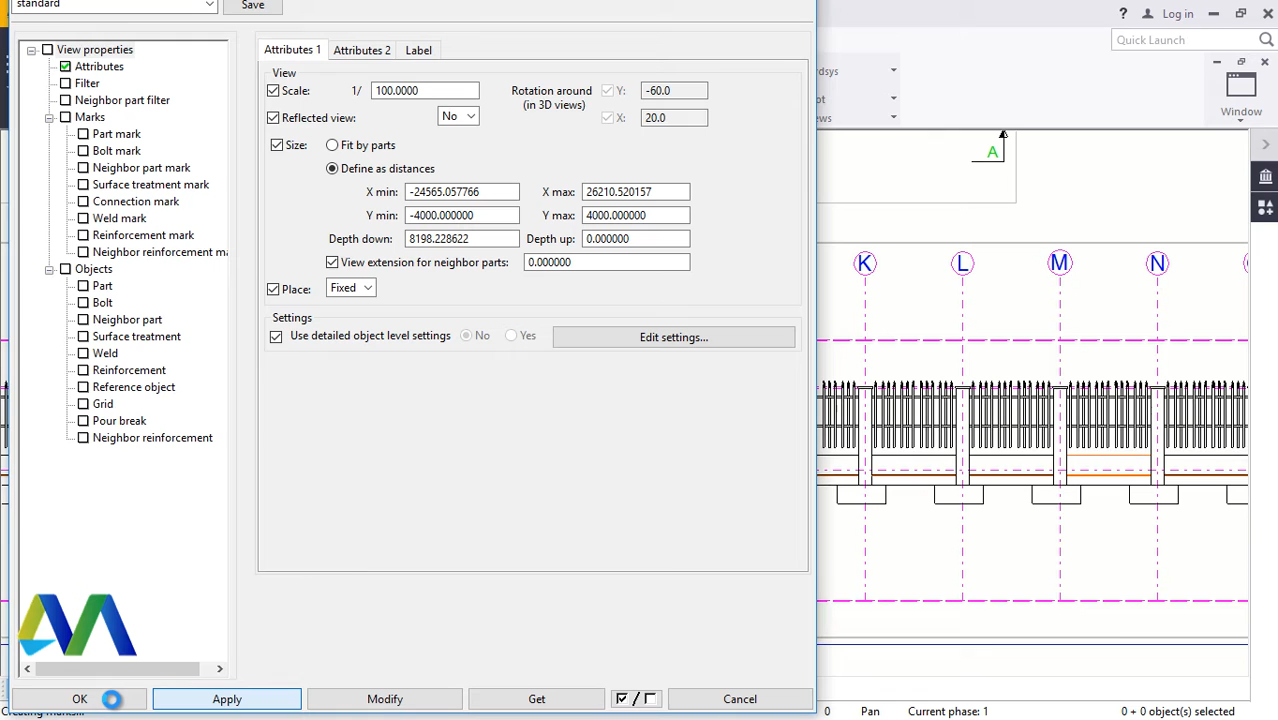 standard
Save
Log in
Quick Launch
View properties
Attributes
Filter
Neighbor part filter
Marks
Part mark
Bolt mark
Neighbor part mark
Surface treatment mark
Connection mark
Weld mark
Reinforcement mark
Neighbor reinforcement ma
Objects
Part
Bolt
Neighbor part
Surface treatment
Weld
Reinforcement
Reference object
Grid
Pour break
Neighbor reinforcement
Attributes 1 Attributes 2 Label
View
Scale: 1/ 100.0000 Rotation around (in 3D views) Y: -60.0
Reflected view: No X: 20.0
Size: Fit by parts
Define as distances
X min: -24565.057766 X max: 26210.520157
Y min: -4000.000000 Y max: 4000.000000
Depth down: 8198.228622 Depth up: 0.000000
View extension for neighbor parts: 0.000000
Place: Fixed
Settings
Use detailed object level settings No Yes Edit settings...
OK Apply Modify Get / Cancel
rdsys
ot
ews
Window
A
K L M N
Creating marks...
0 Pan Current phase: 1 0 + 0 object(s) selected